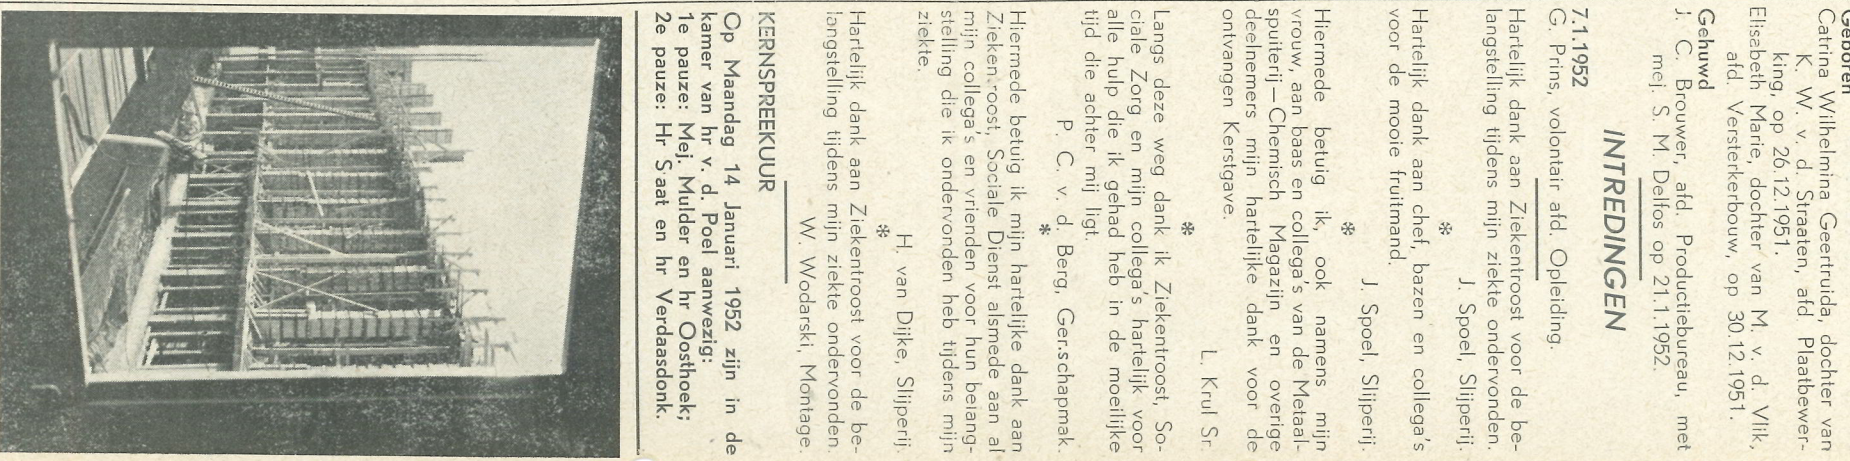 Geboren
Catrina Wilhelmina Geertruida, dochter van
K. W. v. d. Straaten, afd. Plaatbewer-
king, op 26.12.1951.
Elisabeth Marie, dochter van M. v. d. Vlik,
afd. Versterkerbouw, op 30.12.1951.
Gehuwd
J. C. Brouwer, afd. Productiebureau, met
mej. S. M. Delfos op 21.11.1952.
INTREDINGEN
7.1.1952
G. Prins, volontair afd. Opleiding.
Hartelijk dank aan Ziekentroost voor de be-
langstelling tijdens mijn ziekte ondervonden.
J. Spoel, Slijperij.
*
Hartelijk dank aan chef, bazen en collega's
voor de mooie fruitmand.
J. Spoel, Slijperij.
*
Hiermede betuig ik, ook namens mijn
vrouw, aan baas en collega's van de Metaal-
spuiterij—Chemisch Magazijn en overige
deelnemers mijn hartelijke dank voor de
ontvangen Kerstgave.
L. Krul Sr.
*
Langs deze weg dank ik Ziekentroost, So-
ciale Zorg en mijn collega's hartelijk voor
alle hulp die ik gehad heb in de moeilijke
tijd die achter mij ligt.
P. C. v. d. Berg, Ger.schapmak.
*
Hiermede betuig ik mijn hartelijke dank aan
Zieken.roost, Sociale Dienst alsmede aan al
mijn collega's en vrienden voor hun belang-
stelling die ik ondervonden heb tijdens mijn
ziekte.
H. van Dijke, Slijperij.
*
Hartelijk dank aan Ziekentroost voor de be-
langstelling tijdens mijn ziekte ondervonden.
W. Wodarski, Montage.
KERNSPREEKUUR
Op Maandag 14 Januari 1952 zijn in de
kamer van hr v. d. Poel aanwezig:
1e pauze: Mej. Mulder en hr Oosthoek;
2e pauze: Hr S aat en hr Verdaasdonk.